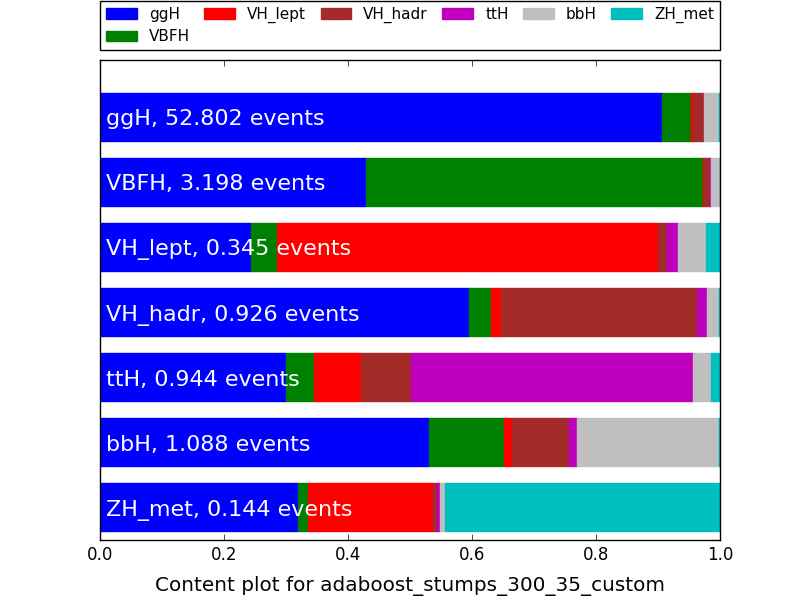 ggH VH_lept VH_hadr ttH bbH ZH_met
VBFH
ggH, 52.802 events
VBFH, 3.198 events
VH_lept, 0.345 events
VH_hadr, 0.926 events
ttH, 0.944 events
bbH, 1.088 events
ZH_met, 0.144 events
0.0 0.2 0.4 0.6 0.8 1.0
Content plot for adaboost_stumps_300_35_custom